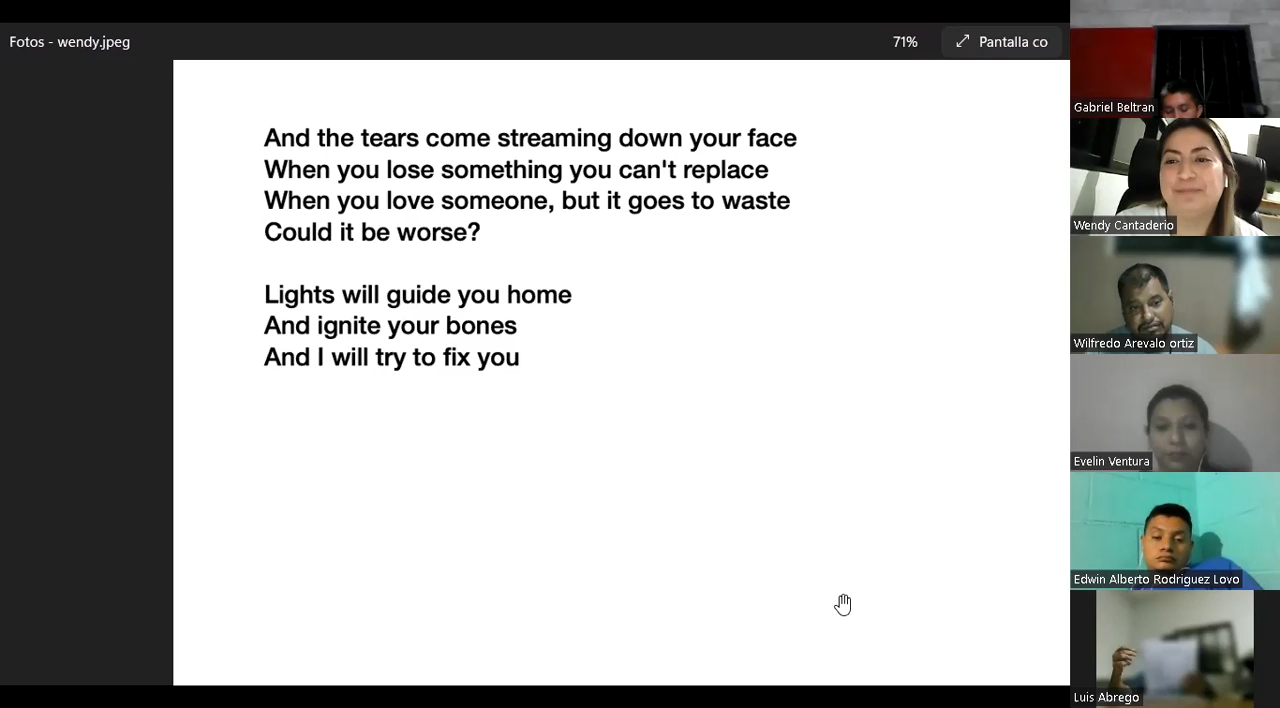 Fotos - wendy.jpeg
71%
Pantalla co
And the tears come streaming down your face
When you lose something you can't replace
When you love someone, but it goes to waste
Could it be worse?
Lights will guide you home
And ignite your bones
And I will try to fix you
Gabriel Beltran
Wendy Cantaderio
Wilfredo Arevalo ortiz
Evelin Ventura
Edwin Alberto Rodriguez Lovo
Luis Abrego